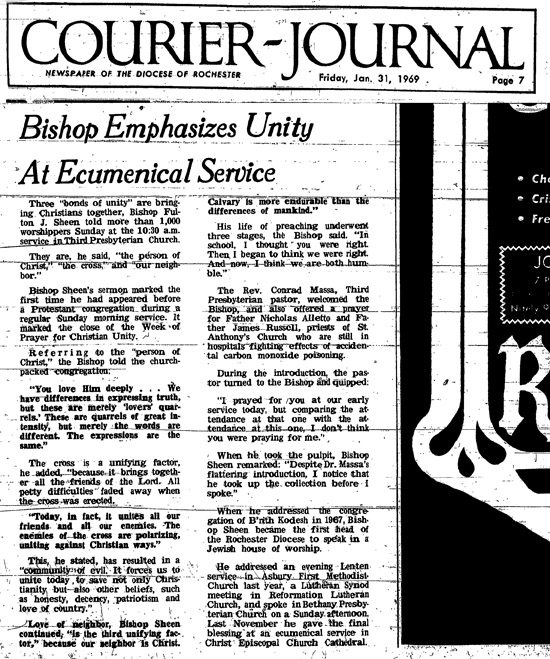 COURIER-JOURNAL
NEWSPAPER OF THE DIOCESE OF ROCHESTER
Friday, Jan. 31, 1969
Page 7
Bishop Emphasizes Unity
At Ecumenical Service
Three "bonds of unity" are bring-
ing Christians together, Bishop Ful-
ton J. Sheen told more than 1,000
worshippers Sunday at the 10:30 a.m.
service in Third Presbyterian Church.
They are, he said, "the person of
Christ," "the cross," and "our neigh-
bor."
Bishop Sheen's sermon marked the
first time he had appeared before
a Protestant congregation during a
regular Sunday morning service. It
marked the close of the Week of
Prayer for Christian Unity.
Referring to the "person of
Christ," the Bishop told the church-
packed congregation:
"You love Him deeply . . . We
have differences in expressing truth,
but these are merely 'lovers' quar-
rels.' These are quarrels of great in-
tensity, but merely the words are
different. The expressions are the
same."
The cross is a unifying factor,
he added, "because it brings togeth-
er all the friends of the Lord. All
petty difficulties faded away when
the cross was erected.
"Today, in fact, it unites all our
friends and all our enemies. The
enemies of the cross are polarizing,
uniting against Christian ways."
This, he stated, has resulted in a
"community of evil. It forces us to
unite today to save not only Chris-
tianity but also other beliefs, such
as honesty, decency, patriotism and
love of country."
Love of neighbor, Bishop Sheen
continued, "is the third unifying fac-
tor," because our neighbor is Christ.
Calvary is more endurable than the
differences of mankind."
His life of preaching underwent
three stages, the Bishop said. "In
school, I thought you were right.
Then I began to think we are right.
And now, I think we are both hum-
ble."
The Rev. Conrad Massa, Third
Presbyterian pastor, welcomed the
Bishop, and also offered a prayer
for Father Nicholas Alletto and Fa-
ther James Russell, priests of St.
Anthony's Church who are still in
hospitals fighting effects of acciden-
tal carbon monoxide poisoning.
During the introduction, the pas-
tor turned to the Bishop and quipped:
"I prayed for you at our early
service today, but comparing the at-
tendance at that one with the at-
tendance at this one, I don't think
you were praying for me."
When he took the pulpit, Bishop
Sheen remarked: "Despite Dr. Massa's
flattering introduction, I notice that
he took up the collection before I
spoke."
When he addressed the congre-
gation of B'rith Kodesh in 1967, Bish-
op Sheen became the first head of
the Rochester Diocese to speak in a
Jewish house of worship.
He addressed an evening Lenten
service in Asbury First Methodist
Church last year, a Lutheran Synod
meeting in Reformation Lutheran
Church, and spoke in Bethany Presby-
terian Church on a Sunday afternoon.
Last November he gave the final
blessing at an ecumenical service in
Christ Episcopal Church Cathedral.
• Cho
• Cri
• Fre
JO
R